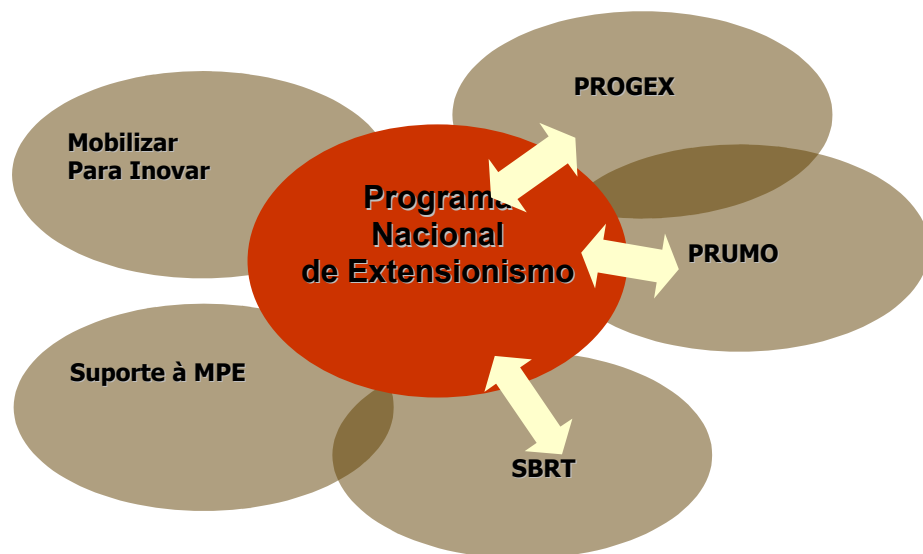 PROGEX
Mobilizar
Para Inovar
Programa
Nacional
de Extensionismo
PRUMO
Suporte à MPE
SBRT